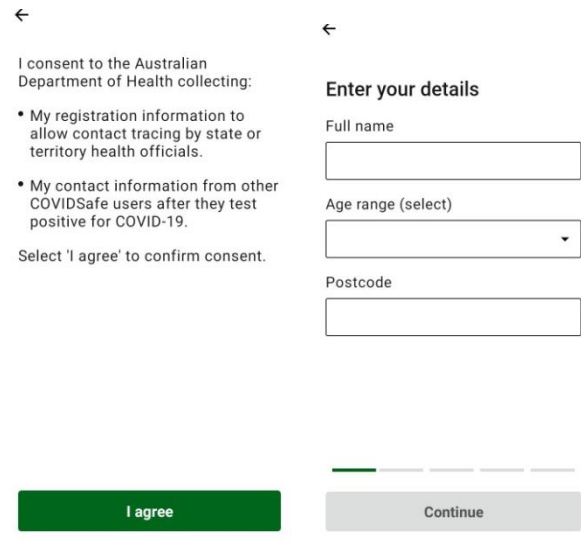 I consent to the Australian
Department of Health collecting:
• My registration information to
allow contact tracing by state or
territory health officials.
• My contact information from other
COVIDSafe users after they test
positive for COVID-19.
Select 'I agree' to confirm consent.
I agree
Enter your details
Full name
Age range (select)
Postcode
Continue